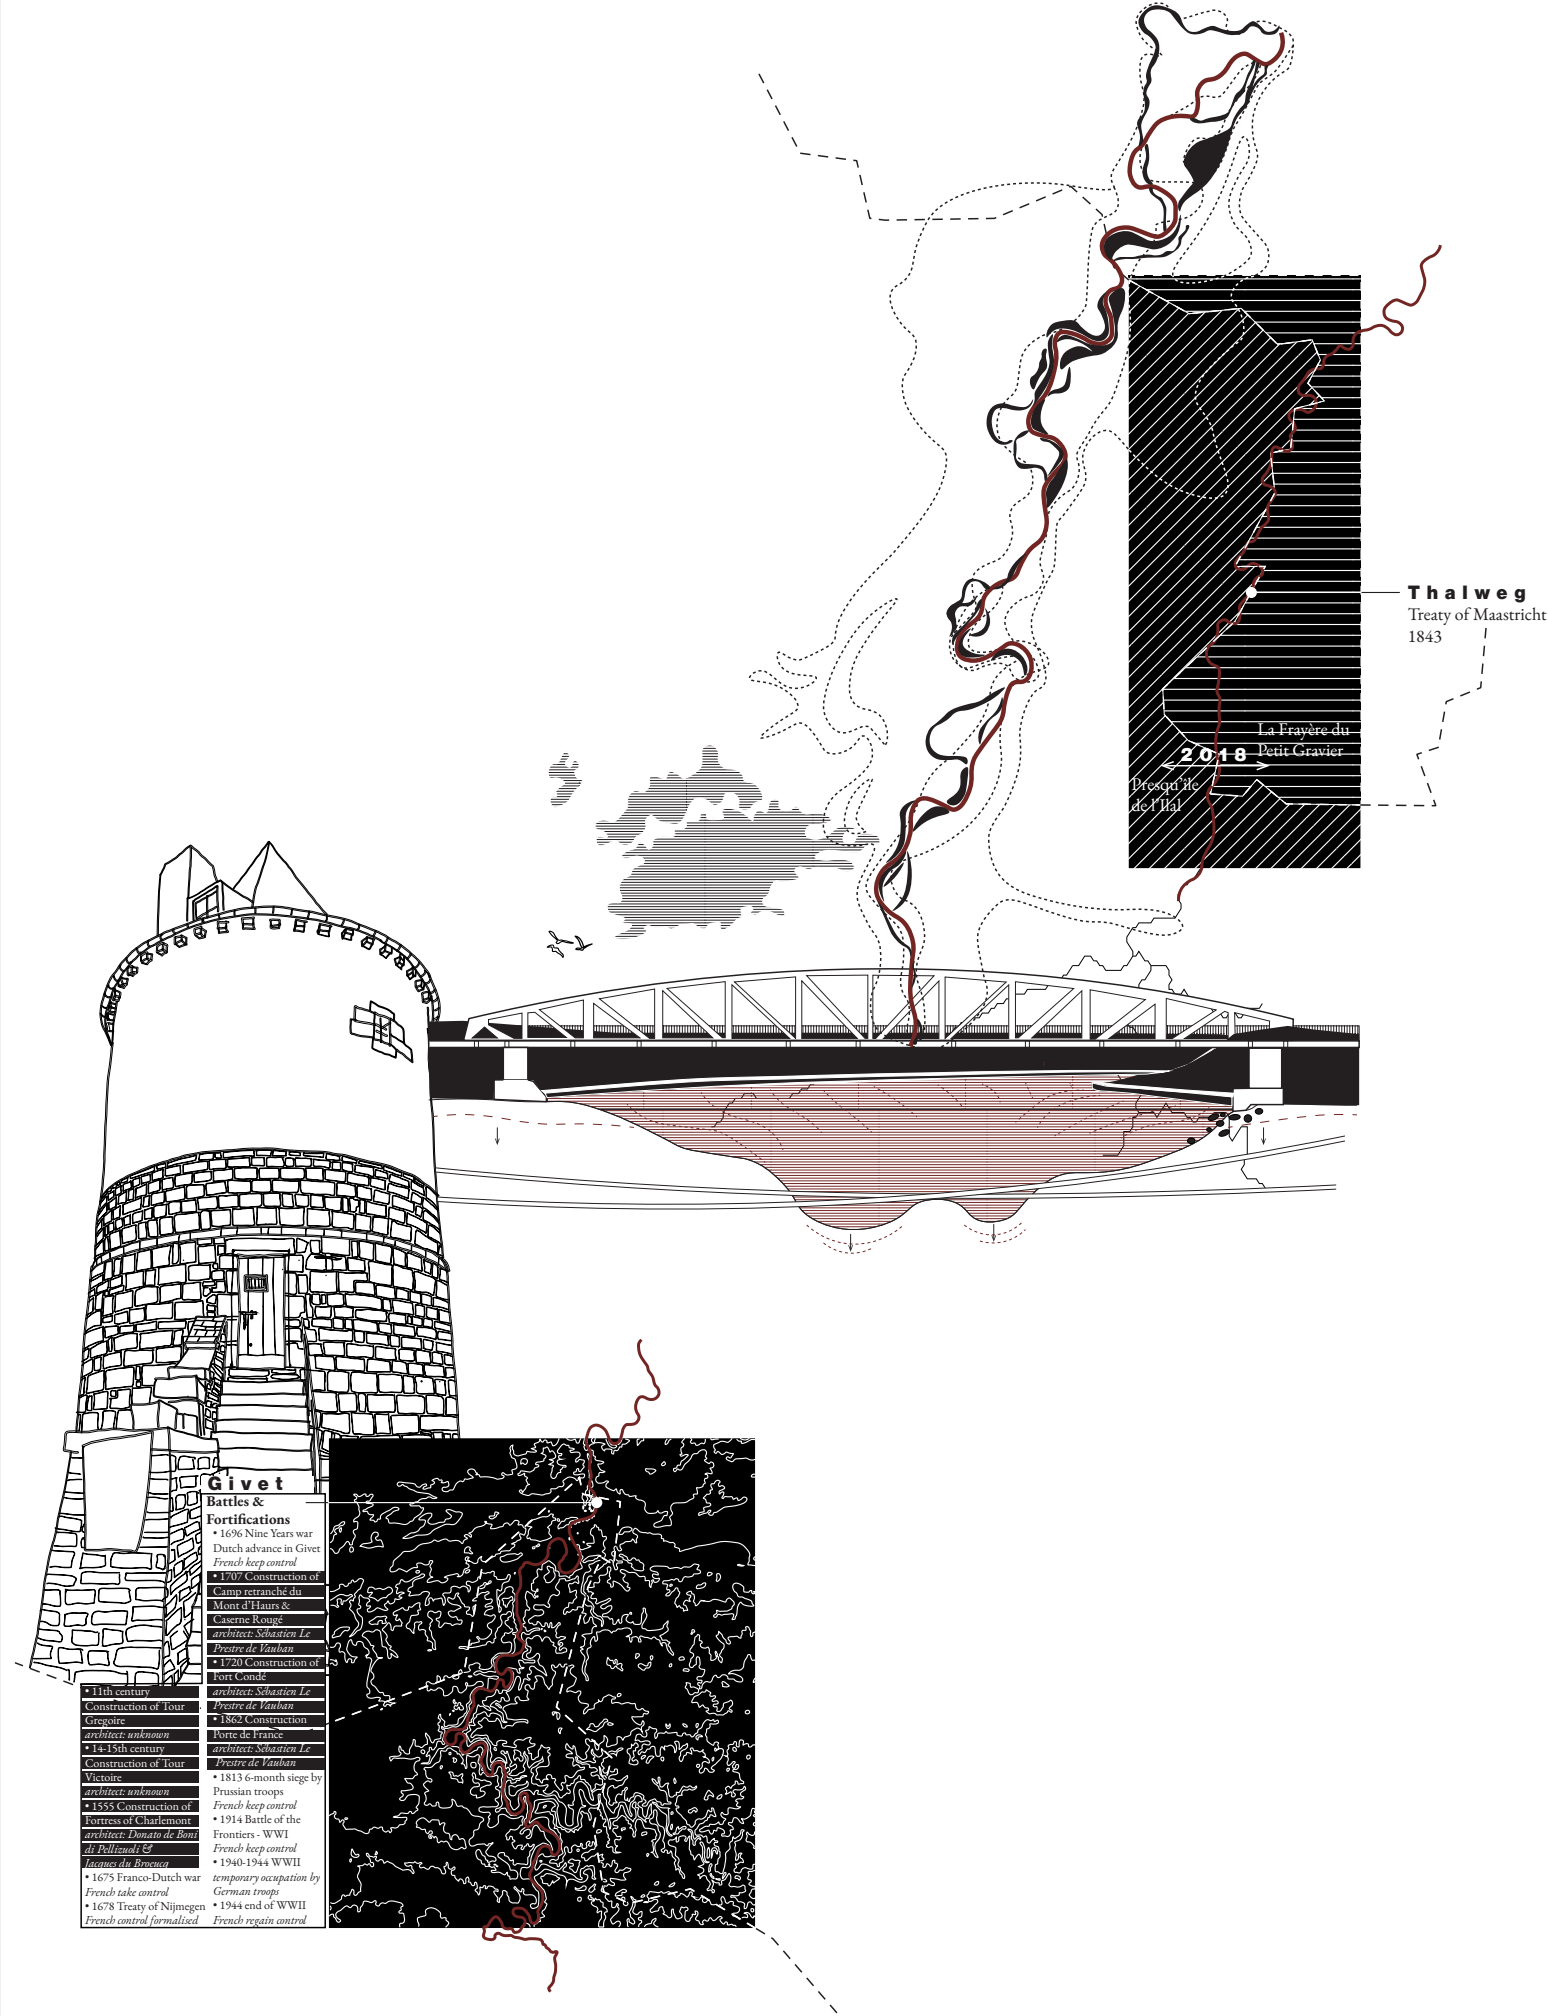 Thalweg
Treaty of Maastricht
1843
La Frayère du
Petit Gravier
2018
Presqu'île
de l'Ilal
Givet
Battles &
Fortifications
• 1696 Nine Years war
Dutch advance in Givet
French keep control
• 1707 Construction of
Camp retranché du
Mont d'Haurs &
Caserne Rougé
architect: Sébastien Le
Prestre de Vauban
• 1720 Construction of
Fort Condé
architect: Sébastien Le
Prestre de Vauban
• 1862 Construction
Porte de France
architect: Sébastien Le
Prestre de Vauban
• 1813 6-month siege by
Prussian troops
French keep control
• 1914 Battle of the
Frontiers - WWI
French keep control
• 1940-1944 WWII
temporary occupation by
German troops
• 1944 end of WWII
French regain control
• 11th century
Construction of Tour
Gregoire
architect: unknown
• 14-15th century
Construction of Tour
Victoire
architect: unknown
• 1555 Construction of
Fortress of Charlemont
architect: Donato de Boni
di Pellizuoli &
Jacques du Broeucq
• 1675 Franco-Dutch war
French take control
• 1678 Treaty of Nijmegen
French control formalised